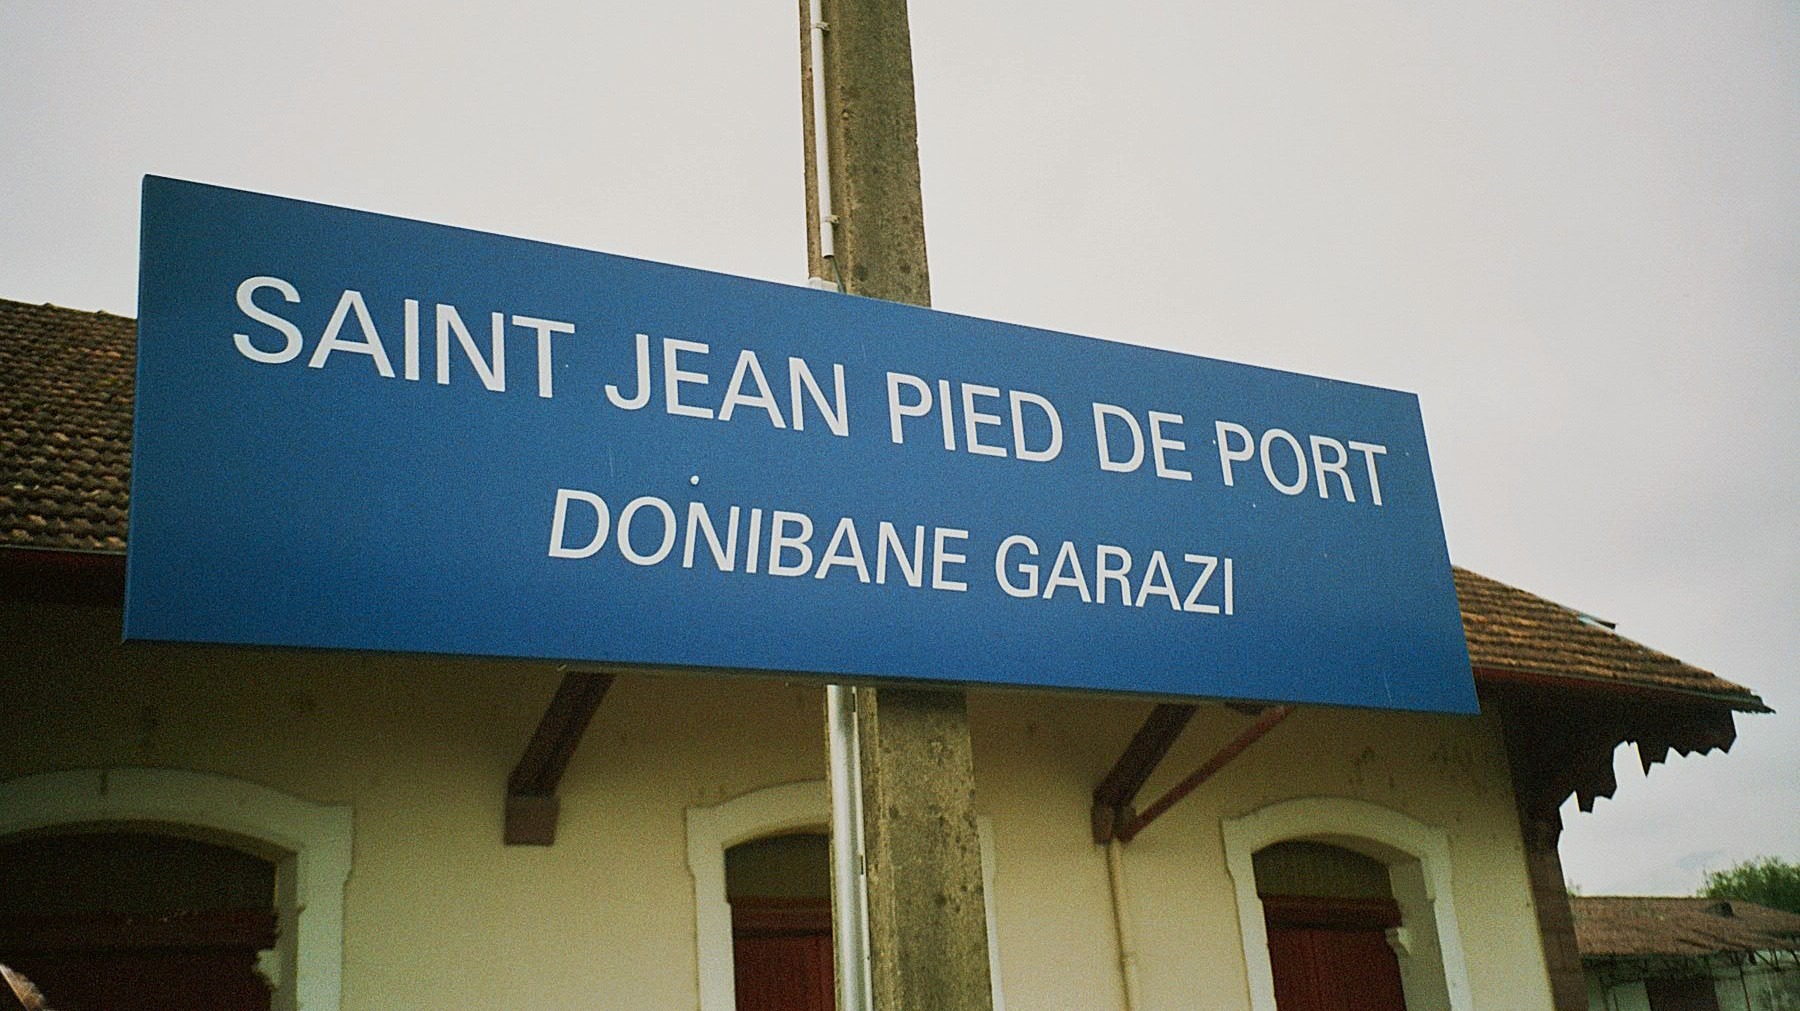 SAINT JEAN PIED DE PORT
DONIBANE GARAZI